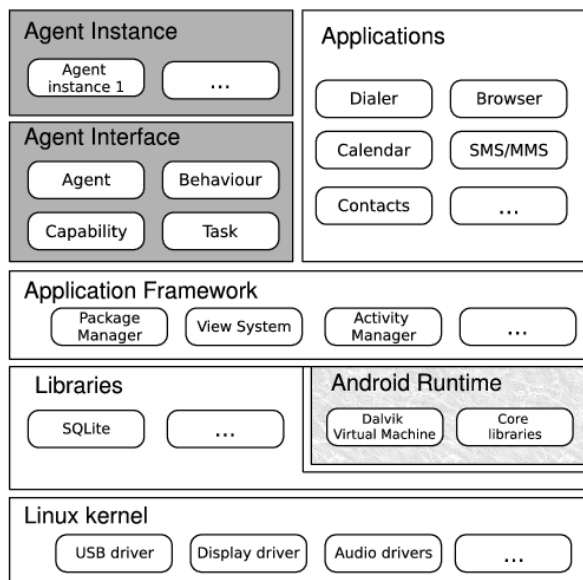 Agent Instance
Agent
instance 1
...
Agent Interface
Agent
Behaviour
Capability
Task
Applications
Dialer
Browser
Calendar
SMS/MMS
Contacts
...
Application Framework
Package
Manager
View System
Activity
Manager
...
Libraries
SQLite
...
Android Runtime
Dalvik
Virtual Machine
Core
libraries
Linux kernel
USB driver
Display driver
Audio drivers
...